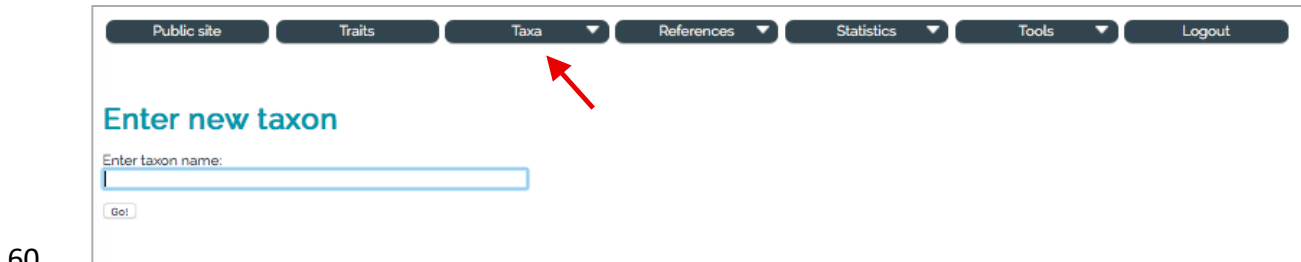 Public site Traits Taxa References Statistics Tools Logout
Enter new taxon
Enter taxon name:
Go!
60